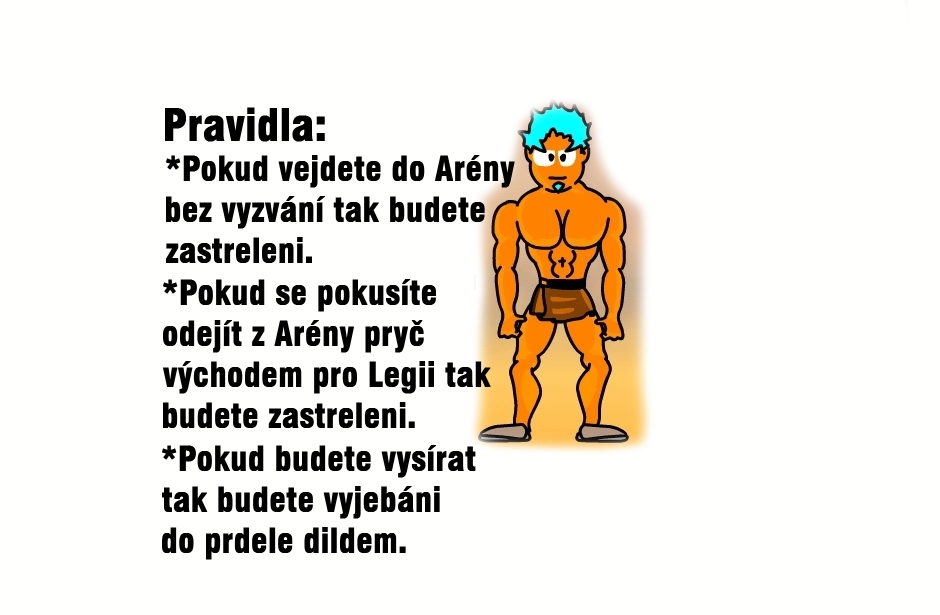 Pravidla:
*Pokud vejdete do Arény
bez vyzvání tak budete
zastreleni.
*Pokud se pokusíte
odejít z Arény pryč
východem pro Legii tak
budete zastreleni.
*Pokud budete vysírat
tak budete vyjebáni
do prdele dildem.